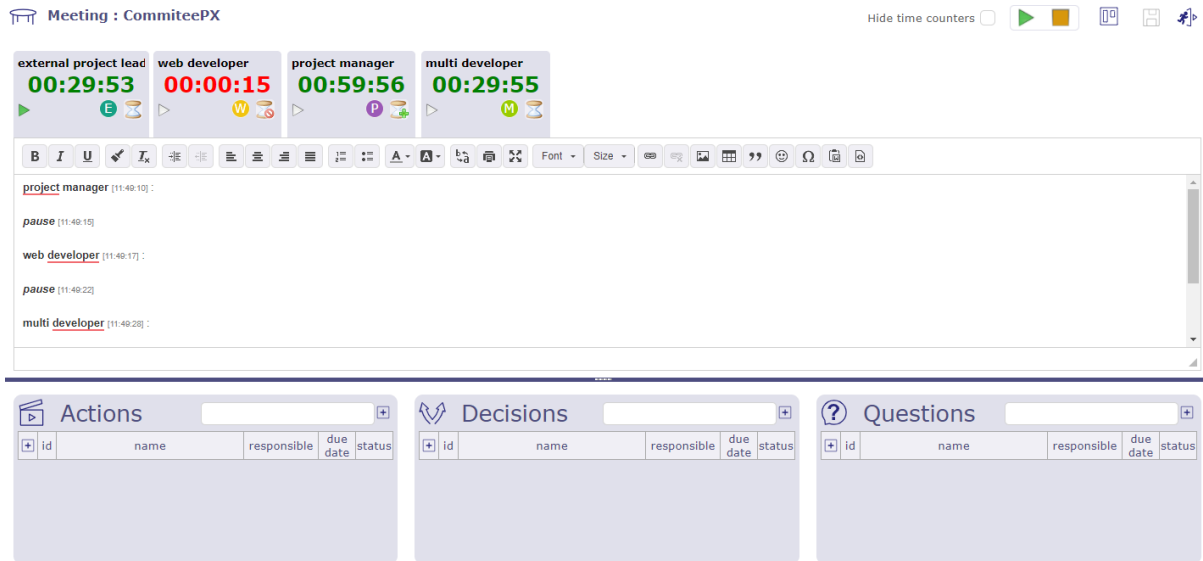 Meeting : CommiteePX
Hide time counters
external project lead web developer project manager multi developer
00:29:53 00:00:15 00:59:56 00:29:55
E W P M
B I U Tx A A Font Size Ω
project manager [11:49:10] :
pause [11:49:15]
web developer [11:49:17] :
pause [11:49:22]
multi developer [11:49:28] :
Actions Decisions Questions
id name responsible due date status id name responsible due date status id name responsible due date status